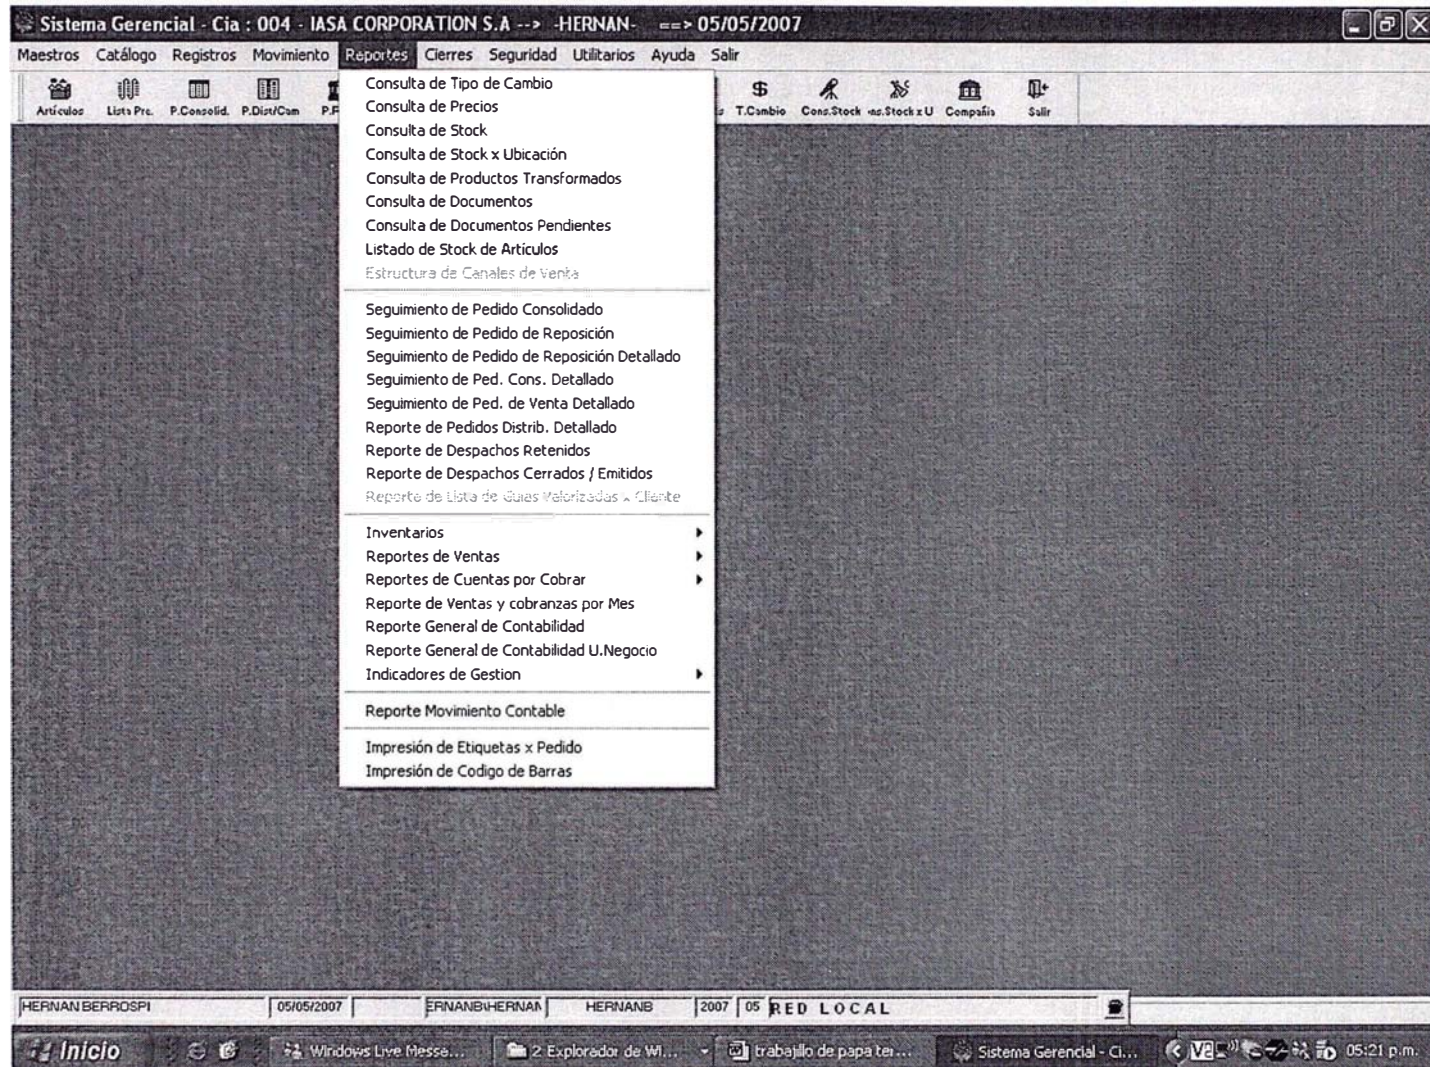 Sistema Gerencial - Cia : 004 - IASA CORPORATION S.A --> -HERNAN- ==> 05/05/2007
Maestros Catálogo Registros Movimiento Reportes Cierres Seguridad Utilitarios Ayuda Salir
Artículos Lista Pre. P.Consolid. P.Dist/Cam T.Cambio Cons.Stock ns.Stock x U Compañia Salir
Consulta de Tipo de Cambio
Consulta de Precios
Consulta de Stock
Consulta de Stock x Ubicación
Consulta de Productos Transformados
Consulta de Documentos
Consulta de Documentos Pendientes
Listado de Stock de Artículos
Estructura de Canales de Venta
Seguimiento de Pedido Consolidado
Seguimiento de Pedido de Reposición
Seguimiento de Pedido de Reposición Detallado
Seguimiento de Ped. Cons. Detallado
Seguimiento de Ped. de Venta Detallado
Reporte de Pedidos Distrib. Detallado
Reporte de Despachos Retenidos
Reporte de Despachos Cerrados / Emitidos
Reporte de Lista de Guias Valorizadas x Cliente
Inventarios
Reportes de Ventas
Reportes de Cuentas por Cobrar
Reporte de Ventas y cobranzas por Mes
Reporte General de Contabilidad
Reporte General de Contabilidad U.Negocio
Indicadores de Gestion
Reporte Movimiento Contable
Impresión de Etiquetas x Pedido
Impresión de Codigo de Barras
HERNAN BERROSPI 05/05/2007 ERNANB\HERNAN HERNANB 2007 05 RED LOCAL
Inicio Windows Live Messe... 2 Explorador de Wi... trabajillo de papa ter... Sistema Gerencial - Ci... V2 05:21 p.m.